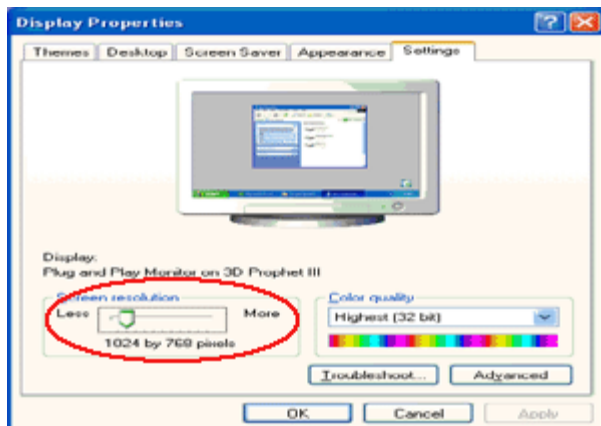 Display Properties
Themes Desktop Screen Saver Appearance Settings
Display:
Plug and Play Monitor on 3D Prophet III
Screen resolution
Less More
1024 by 768 pixels
Color quality
Highest (32 bit)
Troubleshoot... Advanced
OK Cancel Apply